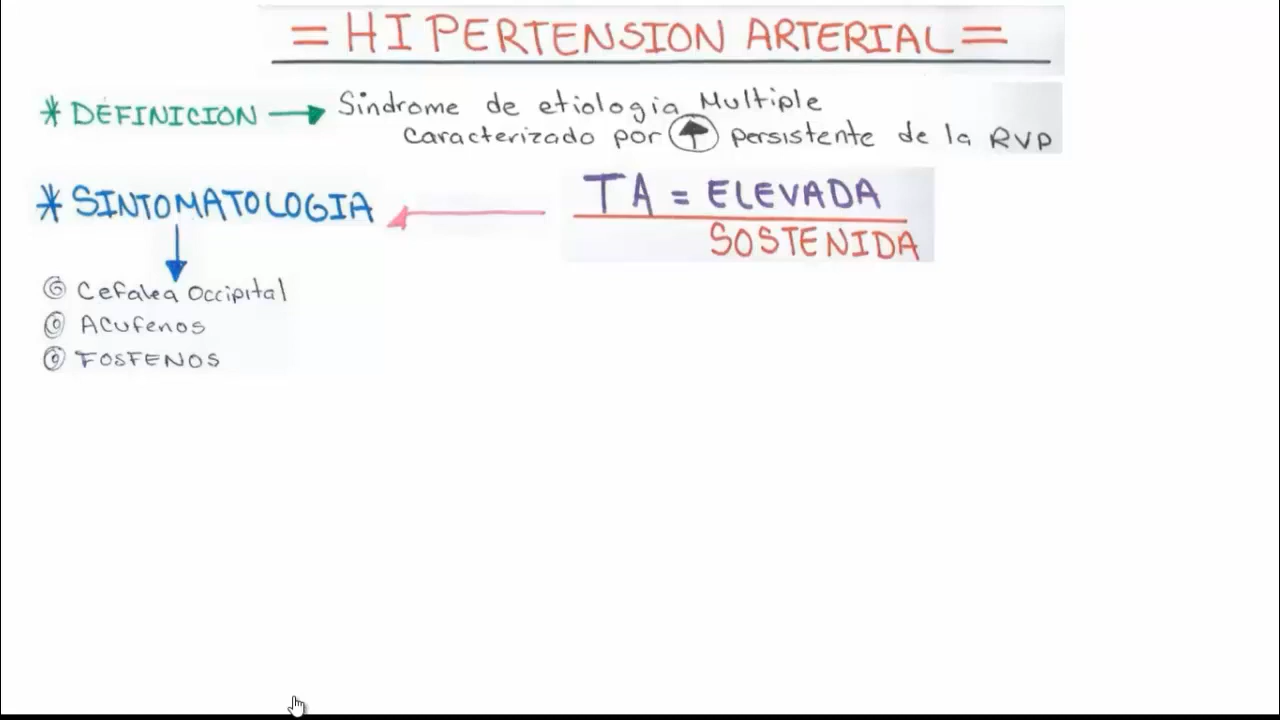 = HIPERTENSION ARTERIAL =
* DEFINICION → Sindrome de etiologia Multiple
caracterizado por ↑ persistente de la RVP
TA = ELEVADA
SOSTENIDA
* SINTOMATOLOGIA
Cefalea Occipital
Acufenos
FOSFENOS